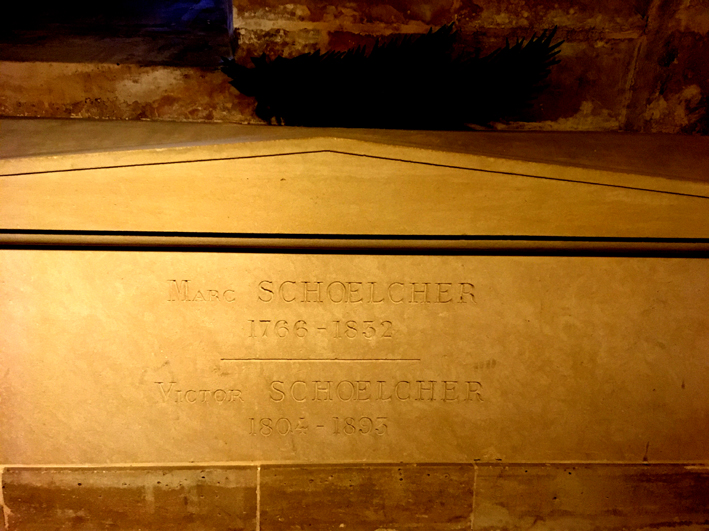 Marc SCHŒLCHER
1766-1832
Victor SCHŒLCHER
1804-1893